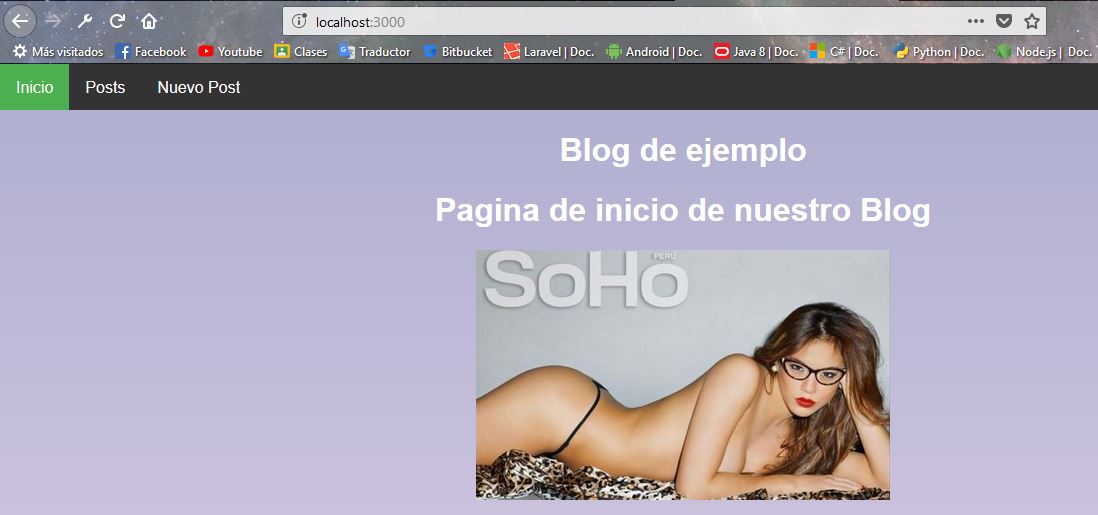 localhost:3000
Más visitados Facebook Youtube Clases Traductor Bitbucket Laravel | Doc. Android | Doc. Java 8 | Doc. C# | Doc. Python | Doc. Node.js | Doc.
Inicio Posts Nuevo Post
Blog de ejemplo
Pagina de inicio de nuestro Blog
PERU
SoHo